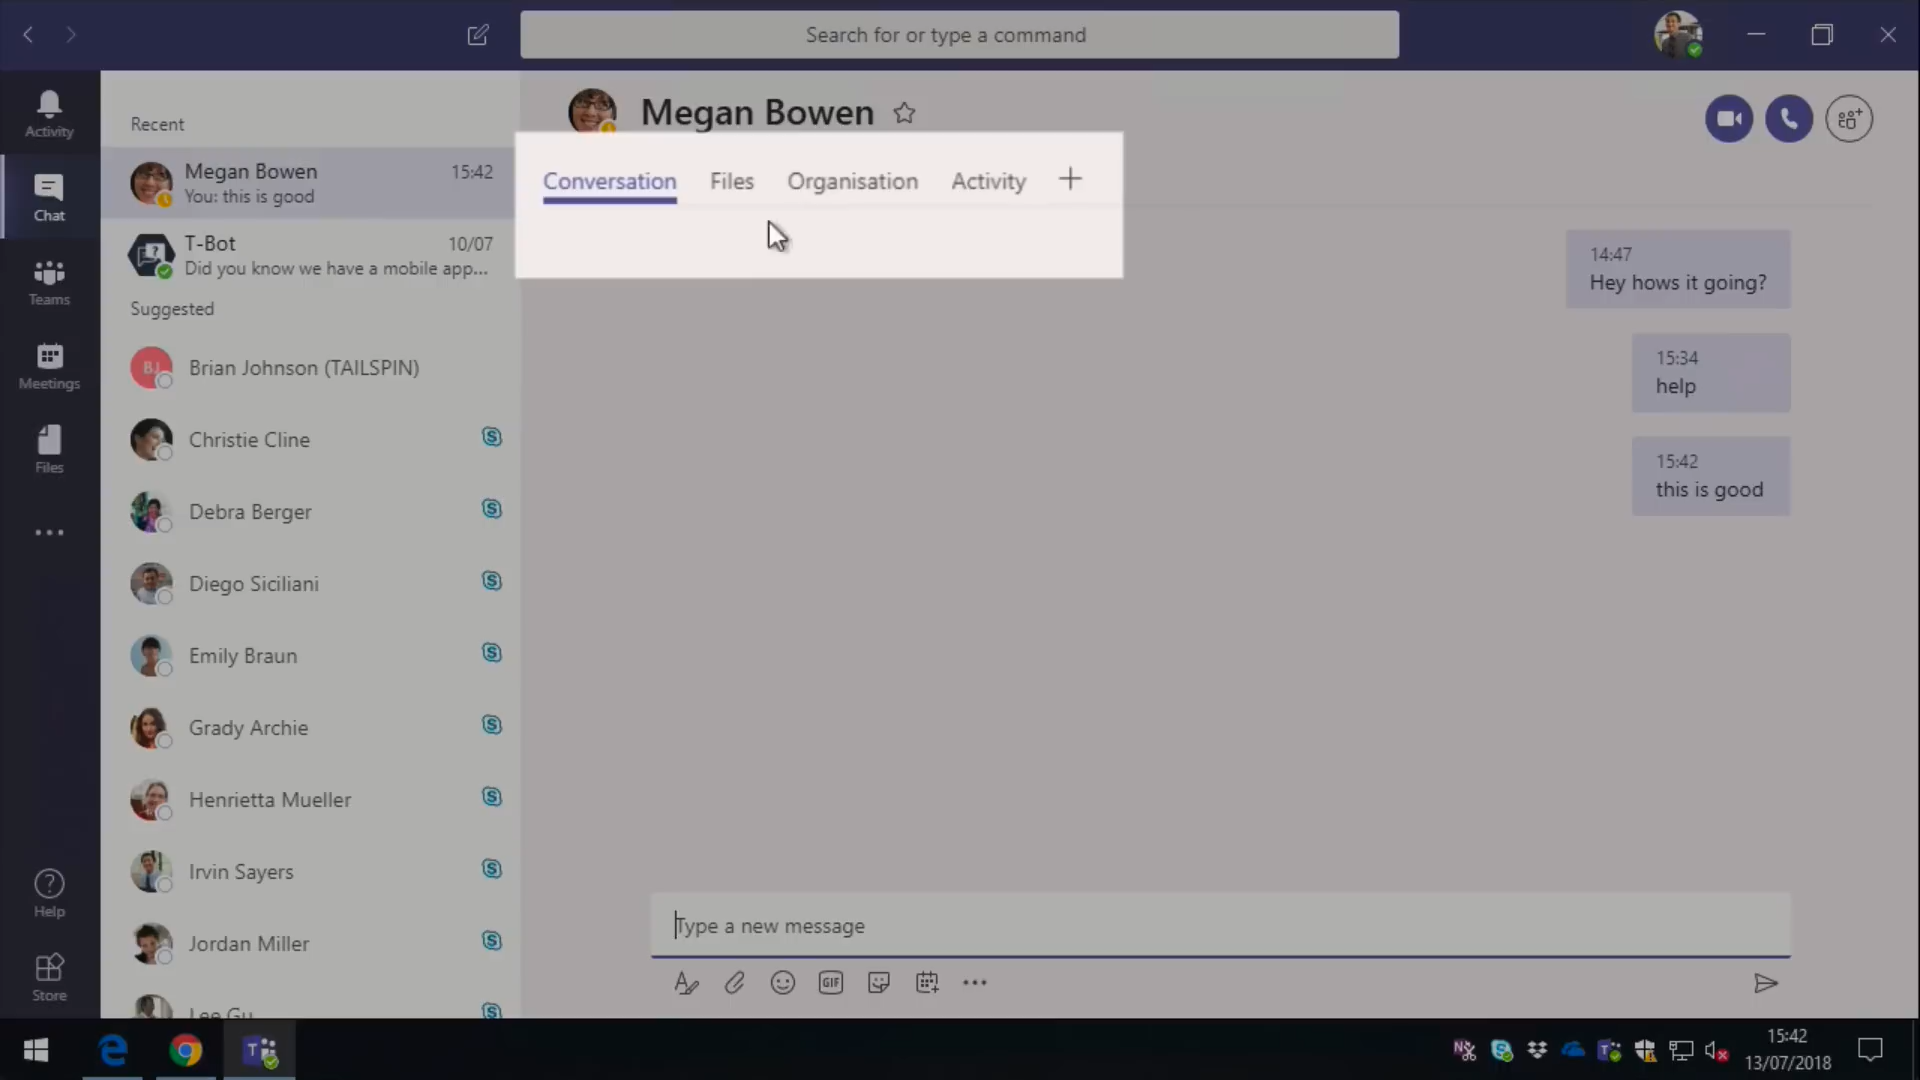 Search for or type a command
Activity
Chat
Teams
Meetings
Files
Help
Store
Recent
Megan Bowen 15:42
You: this is good
T-Bot 10/07
Did you know we have a mobile app...
Suggested
BJ Brian Johnson (TAILSPIN)
Christie Cline
Debra Berger
Diego Siciliani
Emily Braun
Grady Archie
Henrietta Mueller
Irvin Sayers
Jordan Miller
Lee Gu
Megan Bowen
Conversation Files Organisation Activity
14:47
Hey hows it going?
15:34
help
15:42
this is good
Type a new message
GIF
15:42
13/07/2018